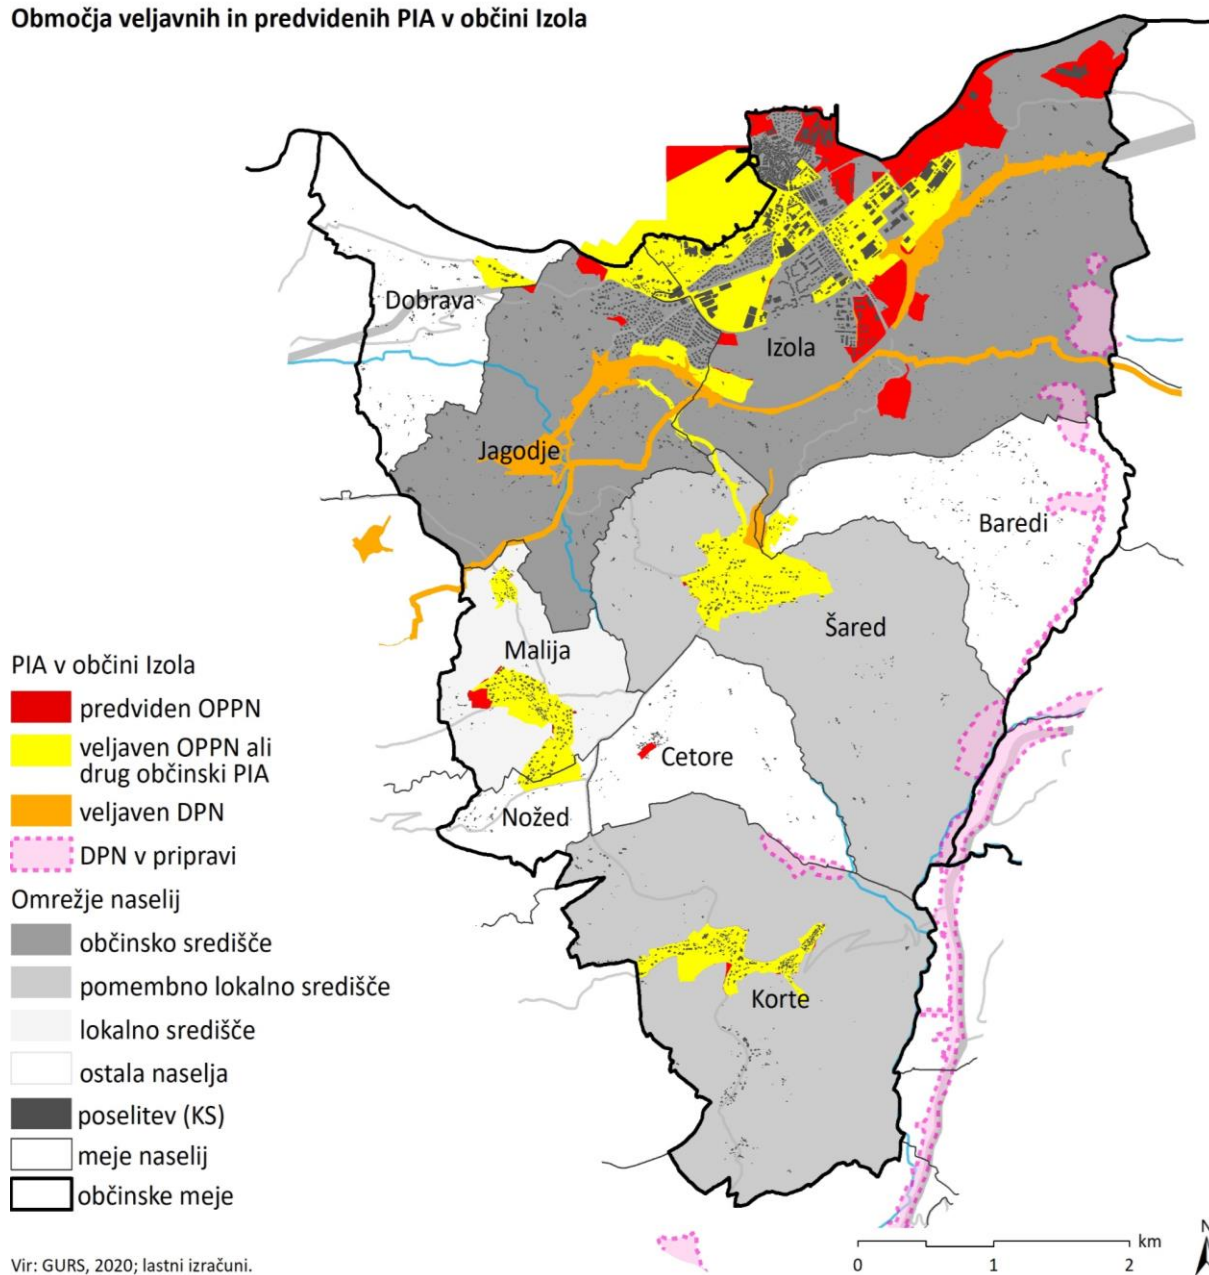 Območja veljavnih in predvidenih PIA v občini Izola
Dobrava
Izola
Jagodje
Baredi
Šared
Malija
Cetore
Nožed
Korte
PIA v občini Izola
predviden OPPN
veljaven OPPN ali
drug občinski PIA
veljaven DPN
DPN v pripravi
Omrežje naselij
občinsko središče
pomembno lokalno središče
lokalno središče
ostala naselja
poselitev (KS)
meje naselij
občinske meje
Vir: GURS, 2020; lastni izračuni.
km
0 1 2
N